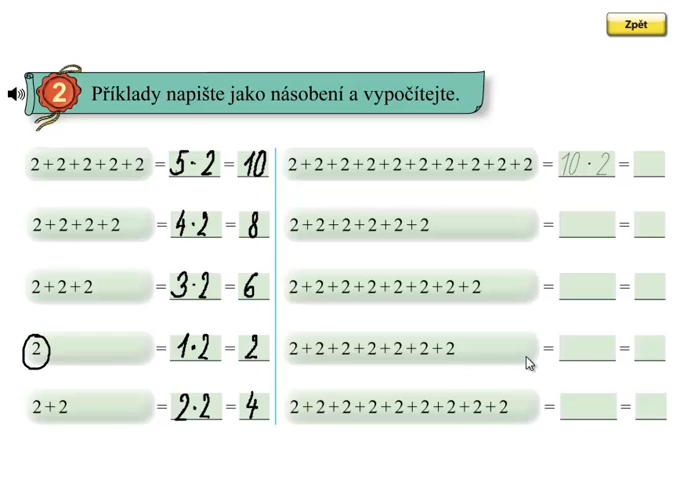 Zpět
2 Příklady napište jako násobení a vypočítejte.
2+2+2+2+2 = 5·2 = 10
2+2+2+2 = 4·2 = 8
2+2+2 = 3·2 = 6
2 = 1·2 = 2
2+2 = 2·2 = 4
2+2+2+2+2+2+2+2+2+2 = 10·2 =
2+2+2+2+2+2 = =
2+2+2+2+2+2+2+2 = =
2+2+2+2+2+2+2 = =
2+2+2+2+2+2+2+2+2 = =